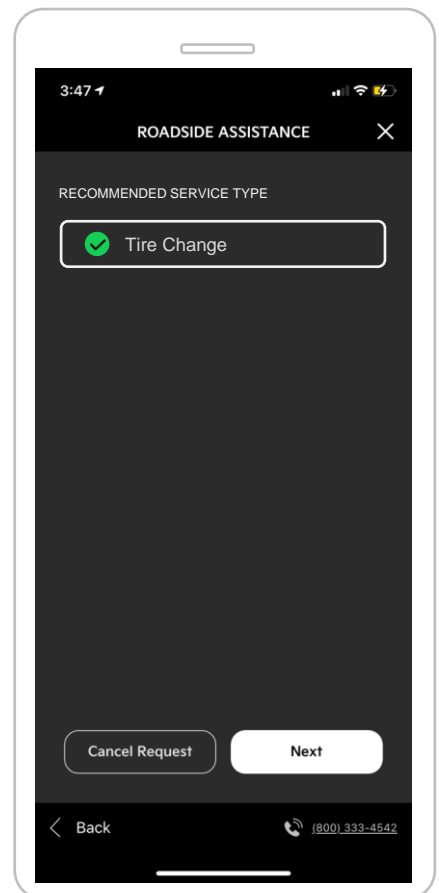 3:47
ROADSIDE ASSISTANCE
RECOMMENDED SERVICE TYPE
Tire Change
Cancel Request
Next
Back
(800) 333-4542